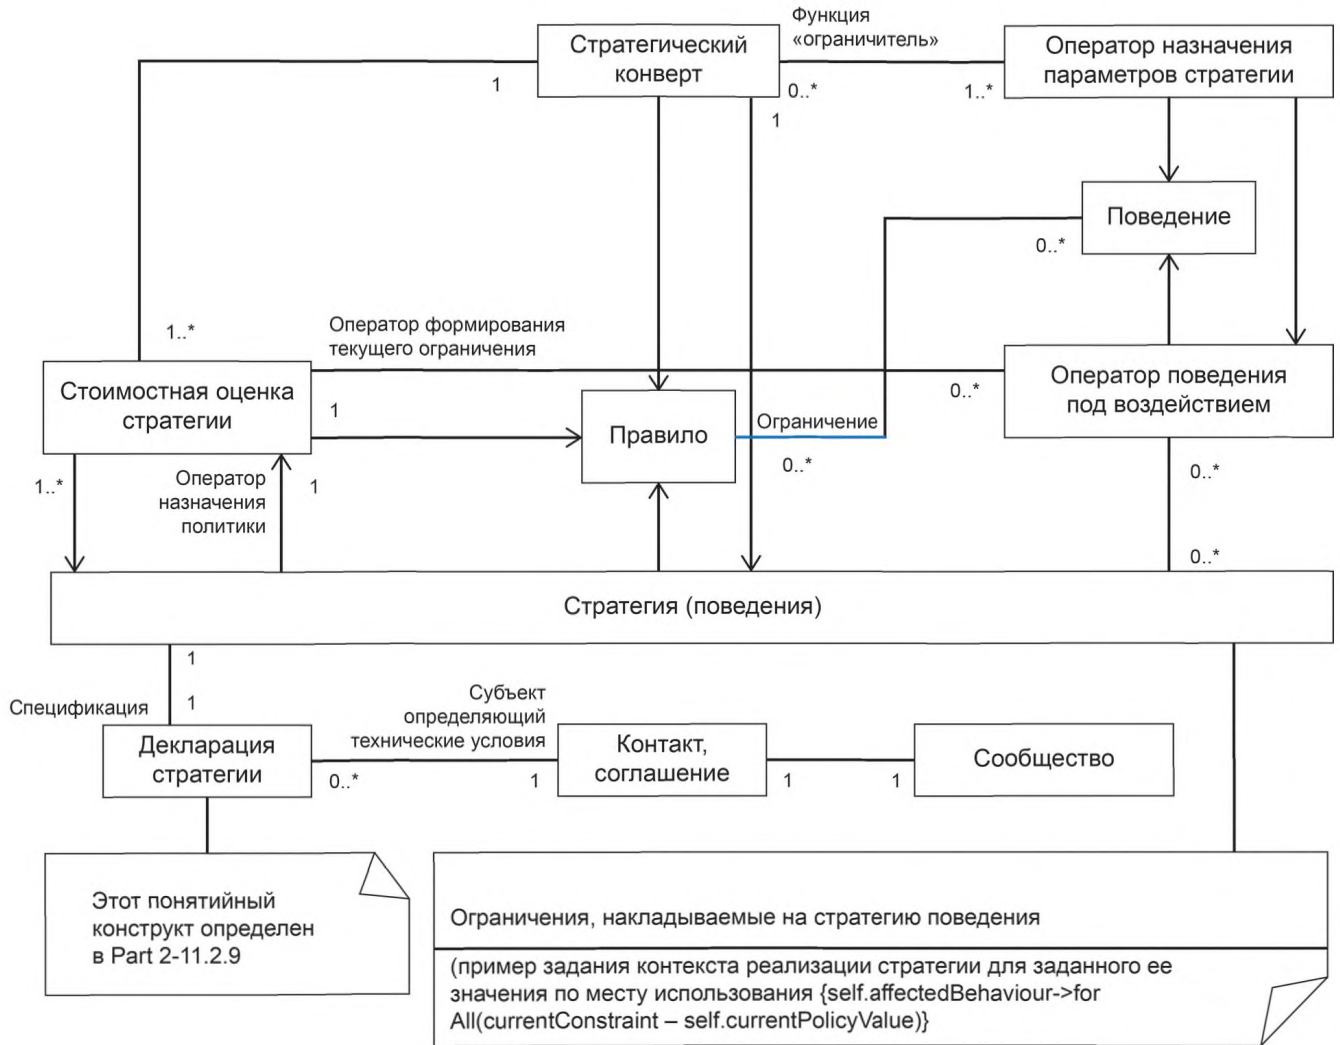 Функция
«ограничитель»
Стратегический
конверт
Оператор назначения
параметров стратегии
1
0..*
1..*
1
Поведение
0..*
1..*
Оператор формирования
текущего ограничения
Стоимостная оценка
стратегии
Оператор поведения
под воздействием
0..*
1
Правило
Ограничение
0..*
0..*
1..*
Оператор
назначения
политики
1
0..*
Стратегия (поведения)
1
Спецификация
1
Субъект
определяющий
технические условия
Декларация
стратегии
Контакт,
соглашение
Сообщество
0..*
1
1
1
Этот понятийный
конструкт определен
в Part 2-11.2.9
Ограничения, накладываемые на стратегию поведения
(пример задания контекста реализации стратегии для заданного ее
значения по месту использования {self.affectedBehaviour->for
All(currentConstraint – self.currentPolicyValue)}